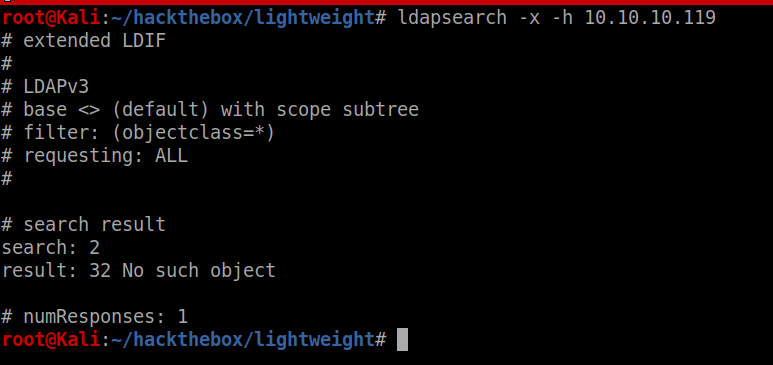 root@Kali:~/hackthebox/lightweight# ldapsearch -x -h 10.10.10.119
# extended LDIF
#
# LDAPv3
# base <> (default) with scope subtree
# filter: (objectclass=*)
# requesting: ALL
#
# search result
search: 2
result: 32 No such object
# numResponses: 1
root@Kali:~/hackthebox/lightweight#